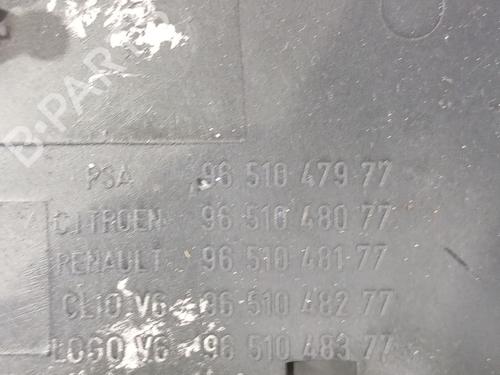 B-PARTS
PSA 96 510 479 77
CITROEN 96 510 480 77
RENAULT 96 510 481 77
CLIO V6 96 510 482 77
LOGO V6 96 510 483 77